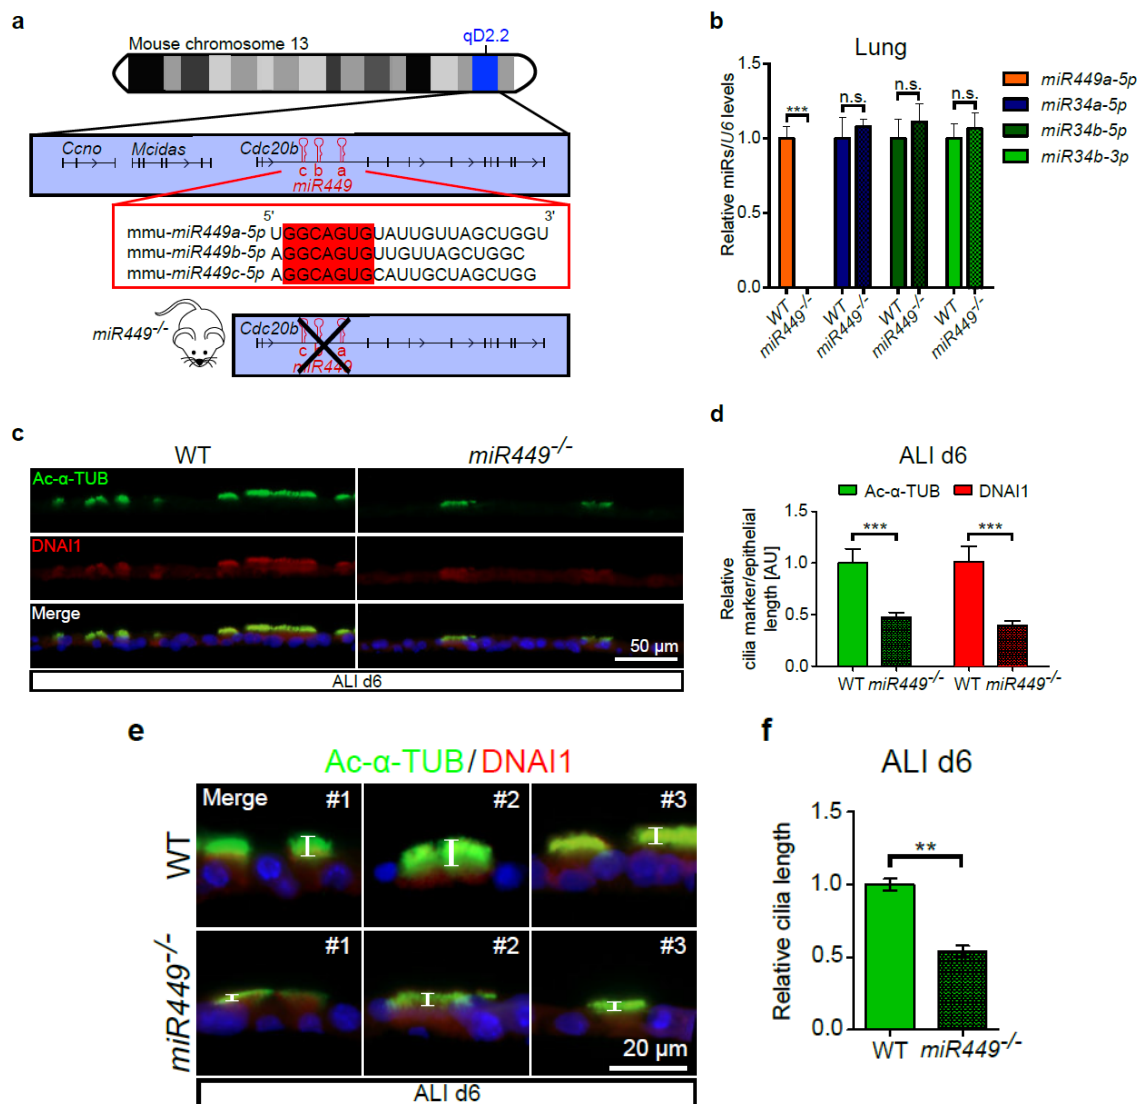 a
Mouse chromosome 13
qD2.2
Ccno
Mcidas
Cdc20b
c b a
miR449
5' 3'
mmu-miR449a-5p UGGCAGUGUAUUGUUAGCUGGU
mmu-miR449b-5p AGGCAGUGUUGUUAGCUGGC
mmu-miR449c-5p AGGCAGUGCAUUGCUAGCUGG
miR449-/-
Cdc20b
c b a
miR449
b
Lung
Relative miRs/U6 levels
1.5
1.0
0.5
0.0
***
n.s.
n.s.
n.s.
WT
miR449-/-
WT
miR449-/-
WT
miR449-/-
WT
miR449-/-
miR449a-5p
miR34a-5p
miR34b-5p
miR34b-3p
c
WT
miR449-/-
Ac-α-TUB
DNAI1
Merge
50 µm
ALI d6
d
ALI d6
Ac-α-TUB DNAI1
Relative
cilia marker/epithelial
length [AU]
1.5
1.0
0.5
0.0
***
***
WT miR449-/- WT miR449-/-
e
Ac-α-TUB/DNAI1
WT
Merge #1
#2
#3
miR449-/-
#1
#2
#3
20 µm
ALI d6
f
ALI d6
Relative cilia length
1.5
1.0
0.5
0.0
**
WT miR449-/-